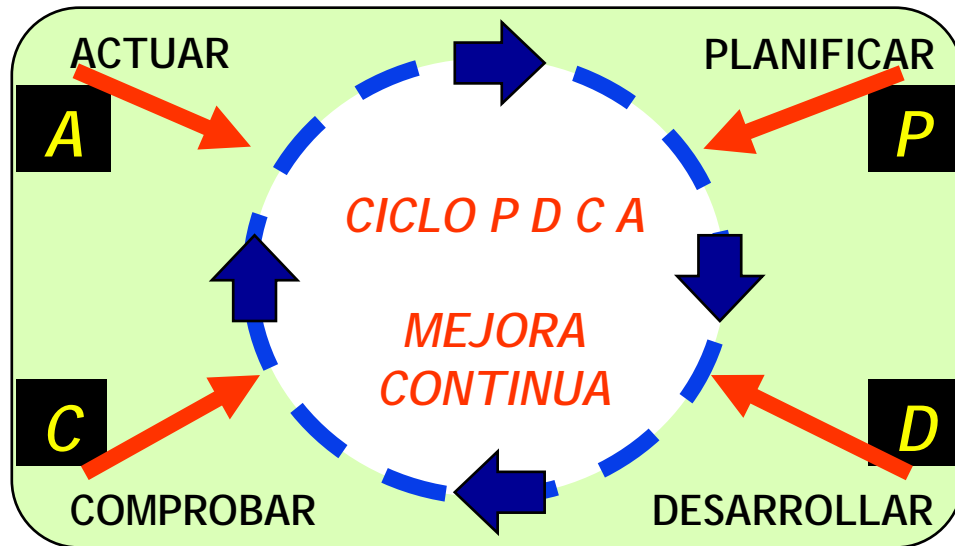 ACTUAR
PLANIFICAR
A
P
CICLO P D C A
MEJORA
CONTINUA
C
D
COMPROBAR
DESARROLLAR